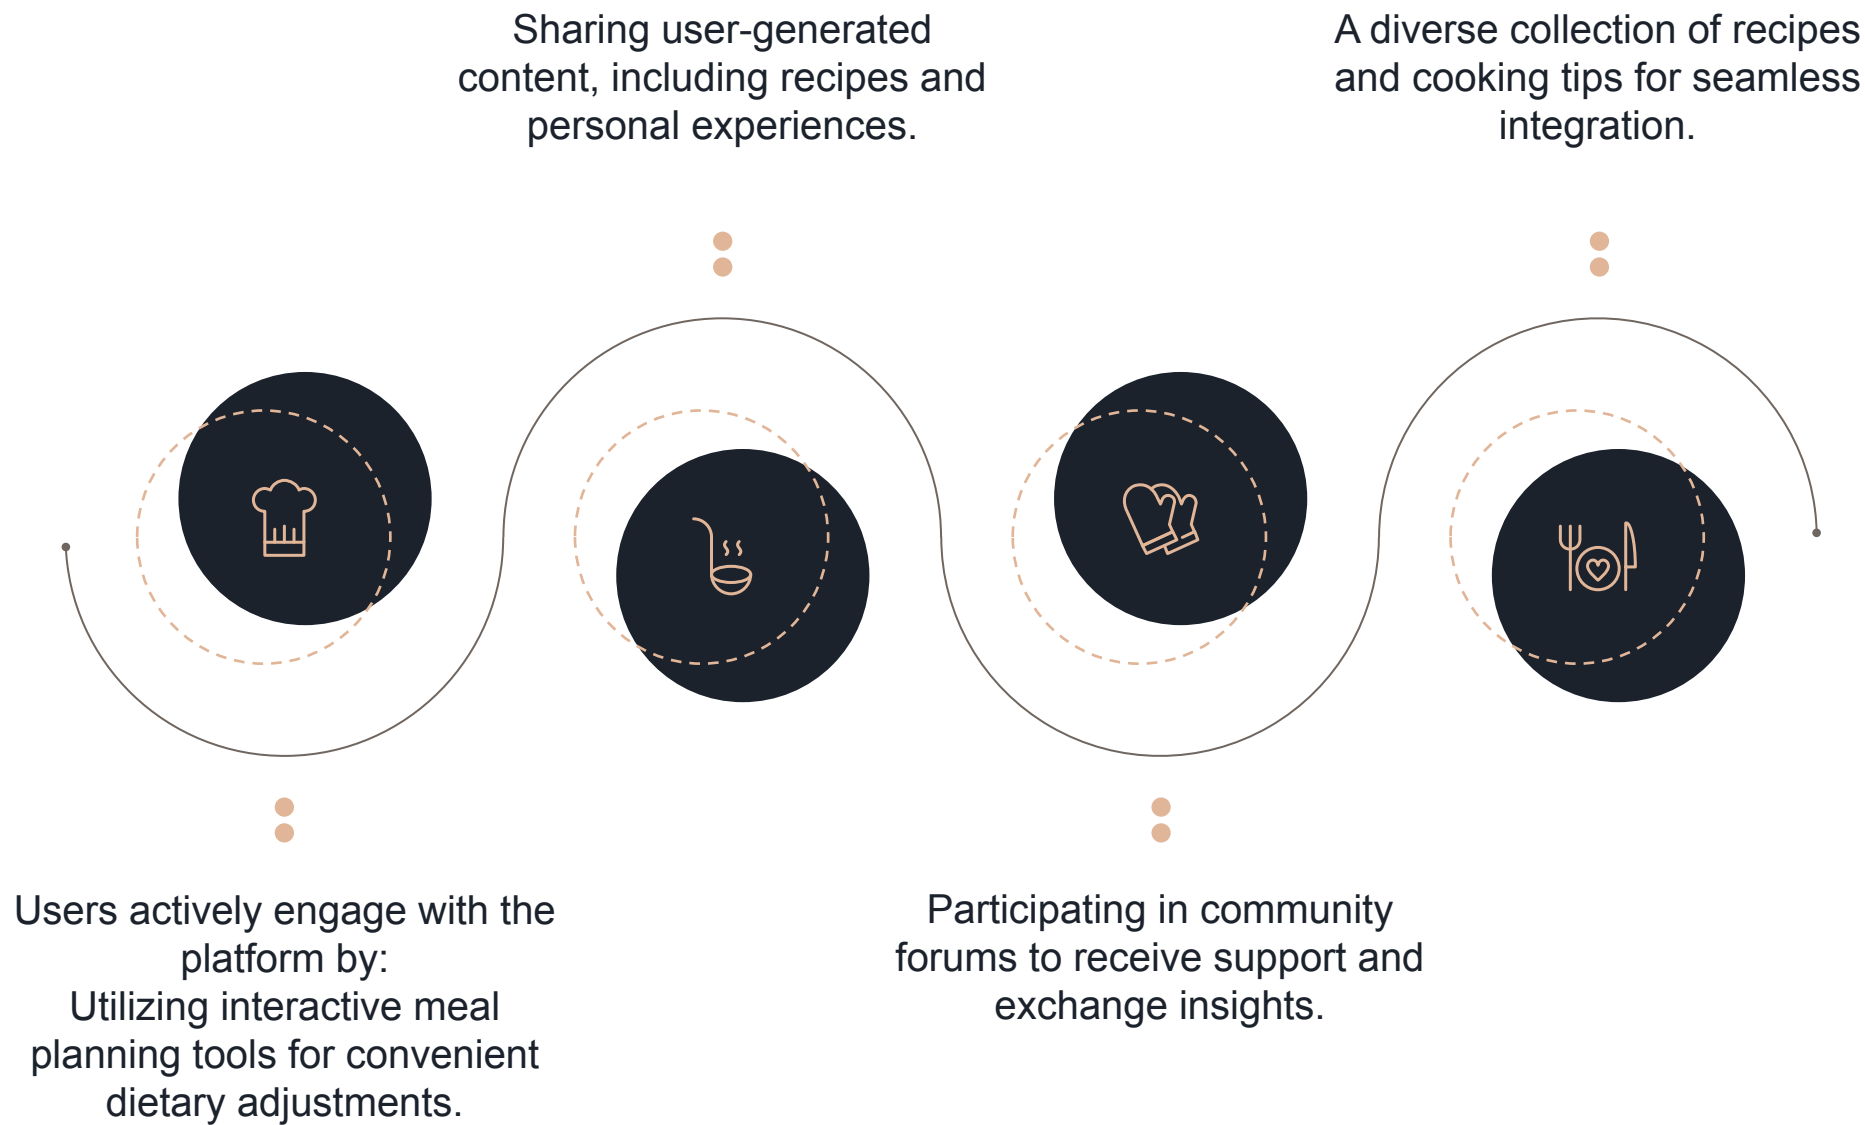 Sharing user-generated
content, including recipes and
personal experiences.
A diverse collection of recipes
and cooking tips for seamless
integration.
Users actively engage with the
platform by:
Utilizing interactive meal
planning tools for convenient
dietary adjustments.
Participating in community
forums to receive support and
exchange insights.